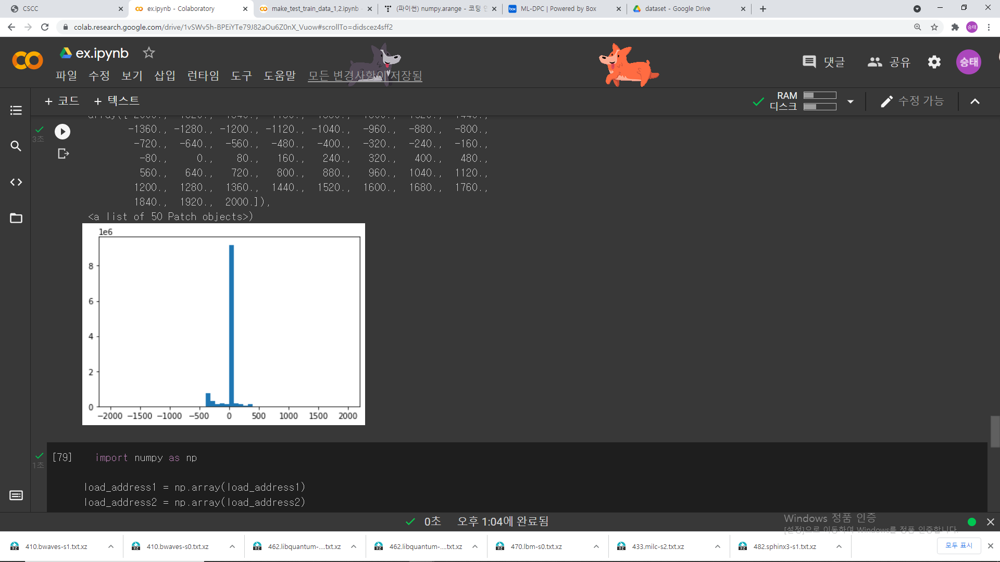 CSCC
ex.ipynb - Colaboratory
make_test_train_data_1,2.ipynb
(파이썬) numpy.arange - 코딩
ML-DPC | Powered by Box
dataset - Google Drive
colab.research.google.com/drive/1vSWv5h-BPEiYTe79J82aOu6Z0nX_Vuow#scrollTo=didscez4sff2
승태
ex.ipynb
파일 수정 보기 삽입 런타임 도구 도움말 모든 변경사항이 저장됨
댓글 공유 승태
+ 코드 + 텍스트
RAM
디스크
수정 가능
3초
-1360., -1280., -1200., -1120., -1040., -960., -880., -800.,
-720., -640., -560., -480., -400., -320., -240., -160.,
-80., 0., 80., 160., 240., 320., 400., 480.,
560., 640., 720., 800., 880., 960., 1040., 1120.,
1200., 1280., 1360., 1440., 1520., 1600., 1680., 1760.,
1840., 1920., 2000.]),
<a list of 50 Patch objects>)
1e6
8
6
4
2
0
−2000 −1500 −1000 −500 0 500 1000 1500 2000
1초
[79] import numpy as np
load_address1 = np.array(load_address1)
load_address2 = np.array(load_address2)
0초 오후 1:04에 완료됨
Windows 정품 인증
[설정]으로 이동하여 Windows를 정품 인증합니다.
410.bwaves-s1.txt.xz
410.bwaves-s0.txt.xz
462.libquantum-....txt.xz
462.libquantum-....txt.xz
470.lbm-s0.txt.xz
433.milc-s2.txt.xz
482.sphinx3-s1.txt.xz
모두 표시